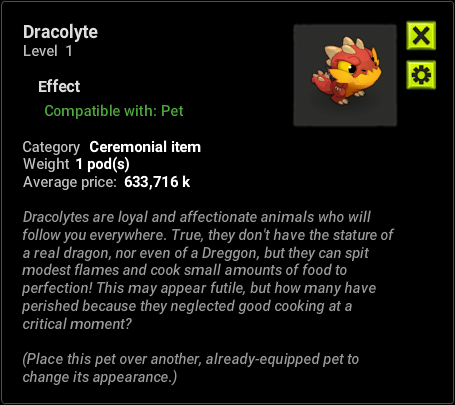 Dracolyte
Level 1
Effect
Compatible with: Pet
Category Ceremonial item
Weight 1 pod(s)
Average price: 633,716 k
Dracolytes are loyal and affectionate animals who will
follow you everywhere. True, they don't have the stature of
a real dragon, nor even of a Dreggon, but they can spit
modest flames and cook small amounts of food to
perfection! This may appear futile, but how many have
perished because they neglected good cooking at a
critical moment?
(Place this pet over another, already-equipped pet to
change its appearance.)